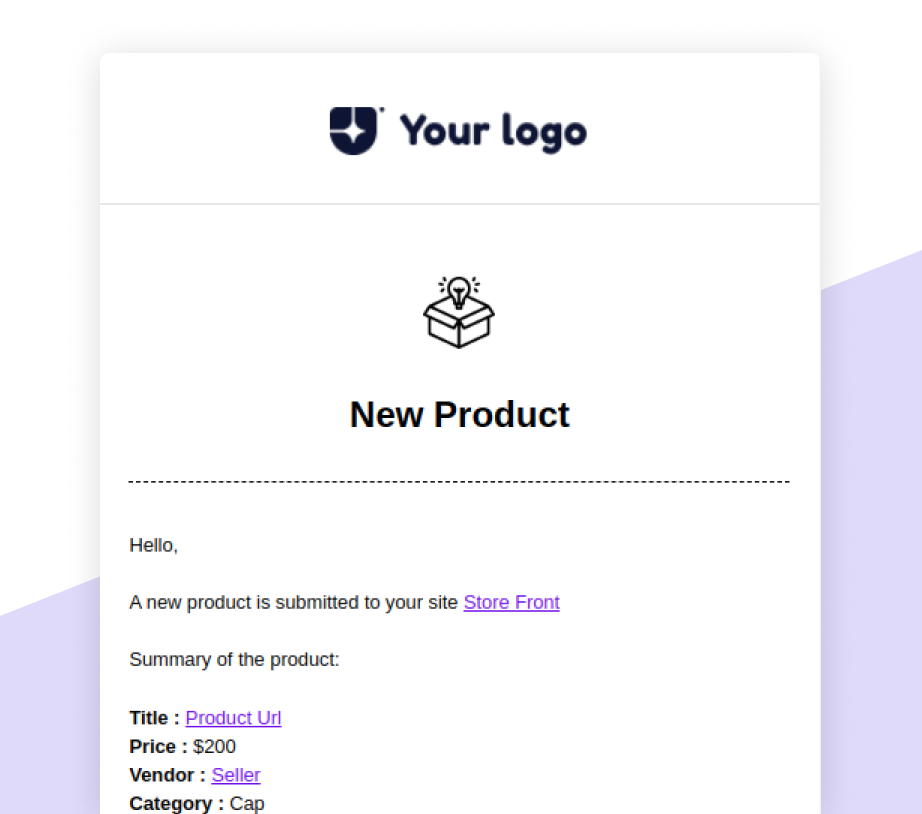 Your logo
New Product
Hello,
A new product is submitted to your site Store Front
Summary of the product:
Title : Product Url
Price : $200
Vendor : Seller
Category : Cap